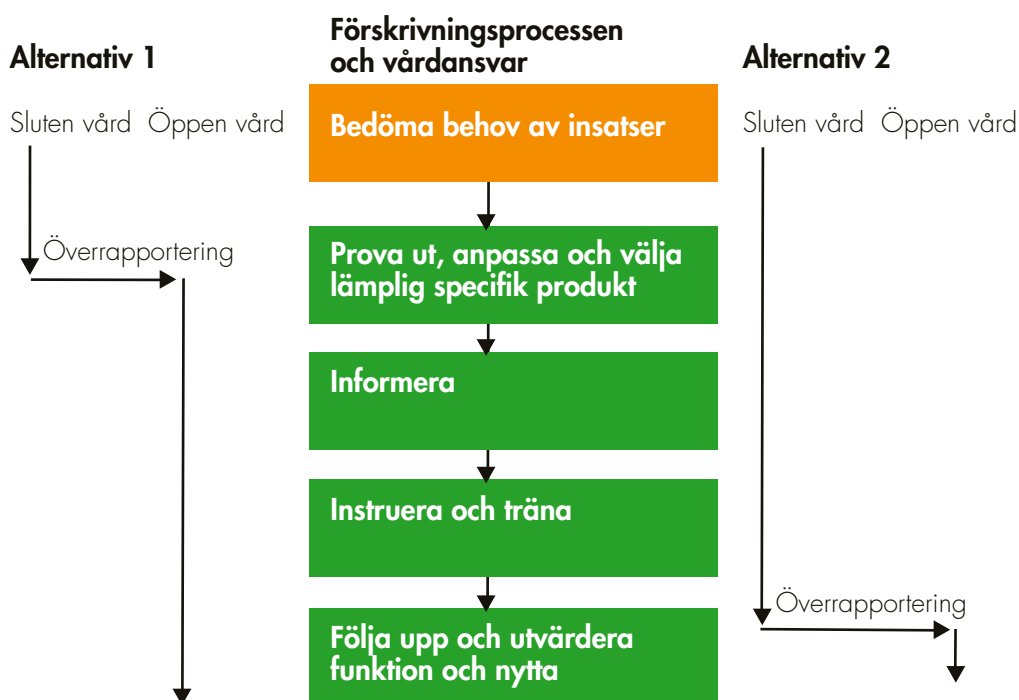 Alternativ 1
Sluten vård Öppen vård
Överrapportering
Förskrivningsprocessen
och vårdansvar
Bedöma behov av insatser
Prova ut, anpassa och välja
lämplig specifik produkt
Informera
Instruera och träna
Följa upp och utvärdera
funktion och nytta
Alternativ 2
Sluten vård Öppen vård
Överrapportering